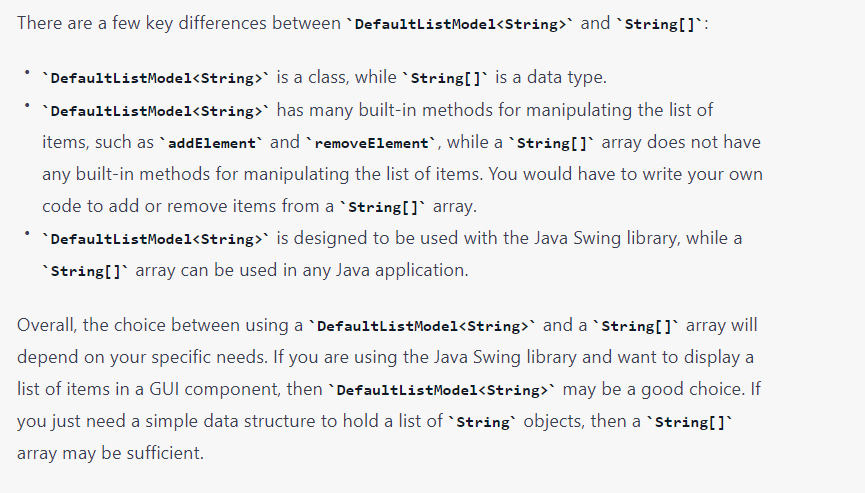 There are a few key differences between `DefaultListModel<String>` and `String[]`:
• `DefaultListModel<String>` is a class, while `String[]` is a data type.
• `DefaultListModel<String>` has many built-in methods for manipulating the list of
items, such as `addElement` and `removeElement`, while a `String[]` array does not have
any built-in methods for manipulating the list of items. You would have to write your own
code to add or remove items from a `String[]` array.
• `DefaultListModel<String>` is designed to be used with the Java Swing library, while a
`String[]` array can be used in any Java application.
Overall, the choice between using a `DefaultListModel<String>` and a `String[]` array will
depend on your specific needs. If you are using the Java Swing library and want to display a
list of items in a GUI component, then `DefaultListModel<String>` may be a good choice. If
you just need a simple data structure to hold a list of `String` objects, then a `String[]`
array may be sufficient.